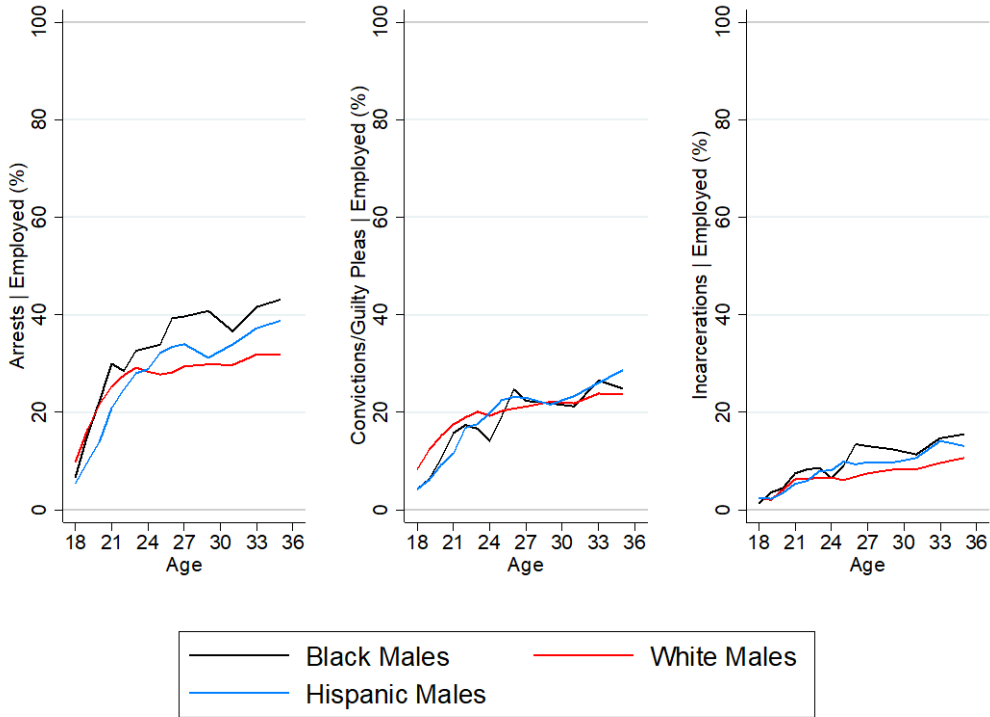 Arrests | Employed (%)
100
80
60
40
20
0
18 21 24 27 30 33 36
Age
Convictions/Guilty Pleas | Employed (%)
100
80
60
40
20
0
18 21 24 27 30 33 36
Age
Incarcerations | Employed (%)
100
80
60
40
20
0
18 21 24 27 30 33 36
Age
Black Males
White Males
Hispanic Males